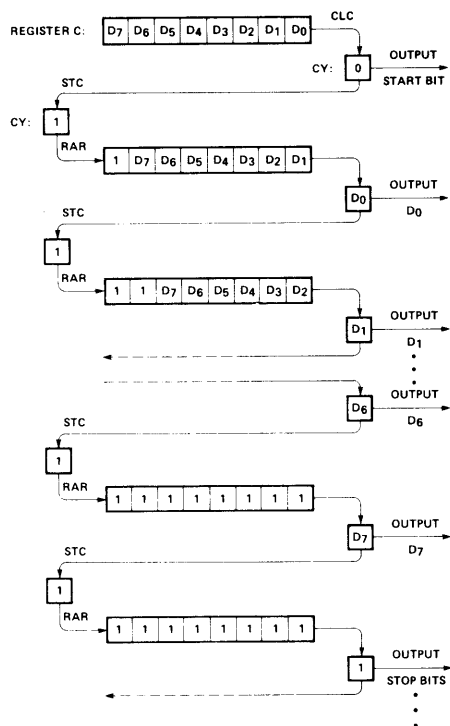 CLC
REGISTER C: D7 D6 D5 D4 D3 D2 D1 D0
OUTPUT
CY: 0
START BIT
STC
CY: 1
RAR
1 D7 D6 D5 D4 D3 D2 D1
OUTPUT
D0
D0
STC
1
RAR
1 1 D7 D6 D5 D4 D3 D2
OUTPUT
D1
D1
OUTPUT
D6
D6
STC
1
RAR
1 1 1 1 1 1 1 1
OUTPUT
D7
D7
STC
1
RAR
1 1 1 1 1 1 1 1
OUTPUT
1
STOP BITS